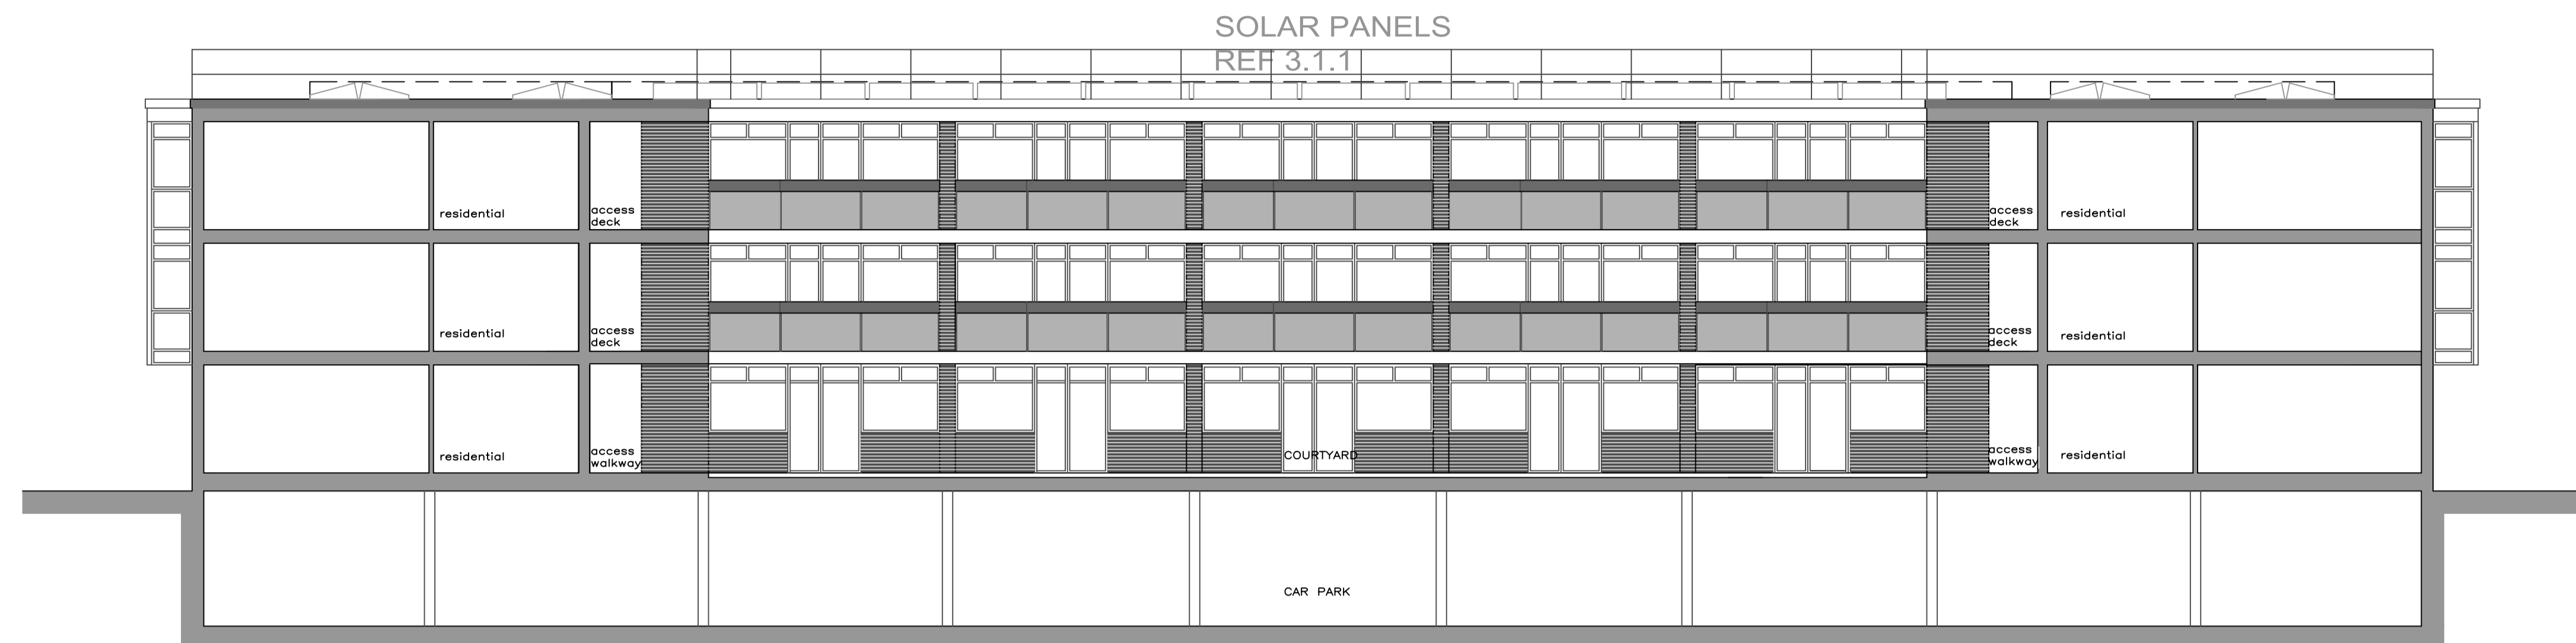 SOLAR PANELS
REF 3.1.1
residential
access
deck
access
deck
residential
residential
access
deck
access
deck
residential
residential
access
walkway
COURTYARD
access
walkway
residential
CAR PARK